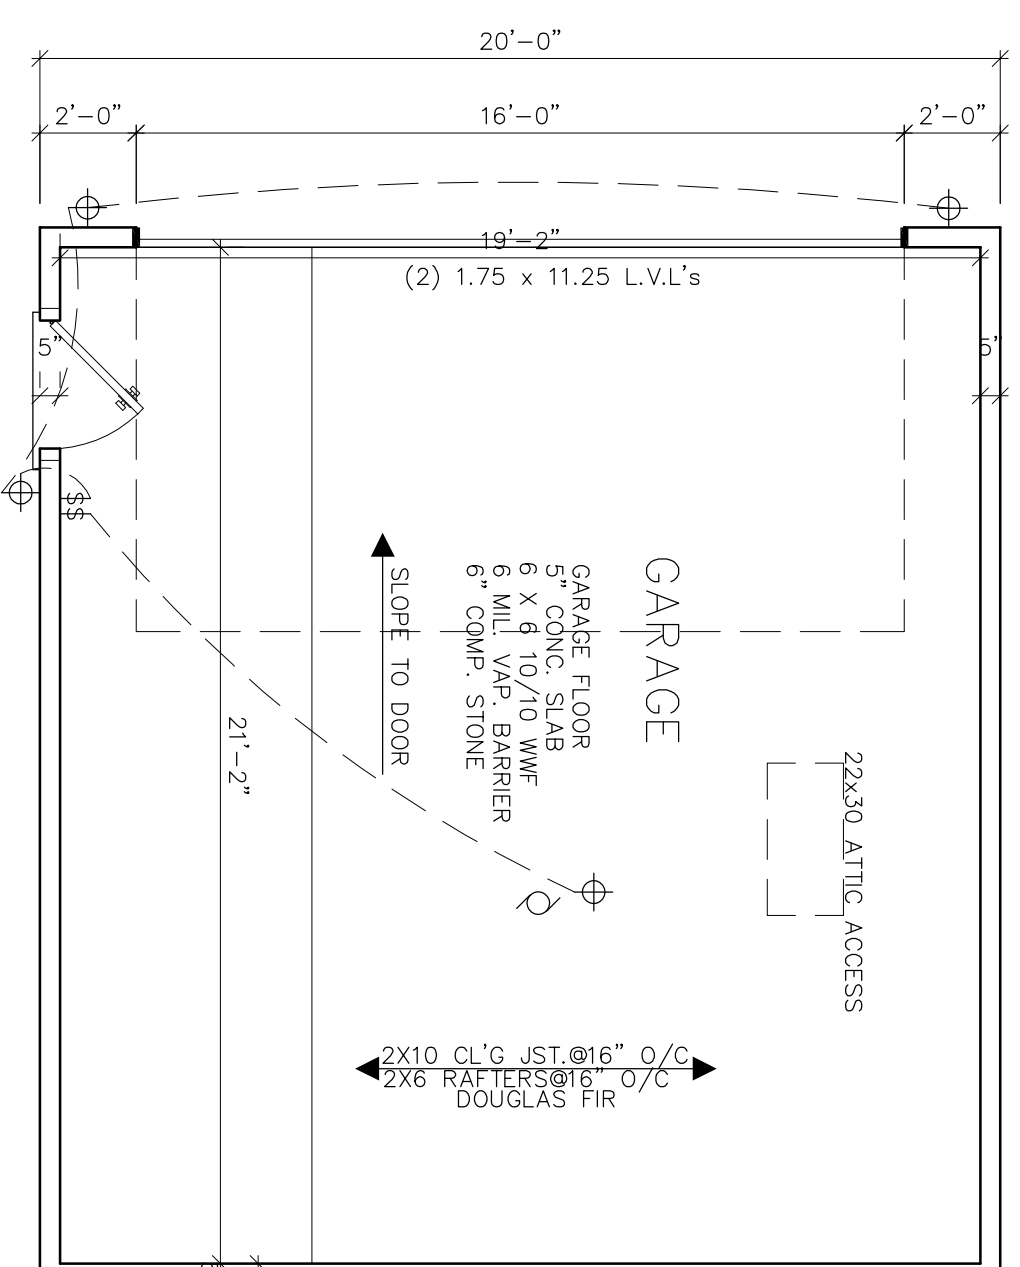 20'-0"
2'-0" 16'-0" 2'-0"
19'-2"
(2) 1.75 x 11.25 L.V.L's
5" 5"
SS
GARAGE
GARAGE FLOOR
5" CONC. SLAB
6 X 6 10/10 WWF
6 MIL. VAP. BARRIER
6" COMP. STONE
SLOPE TO DOOR
21'-2"
22x30 ATTIC ACCESS
2X10 CL'G JST.@16" O/C
2X6 RAFTERS@16" O/C
DOUGLAS FIR